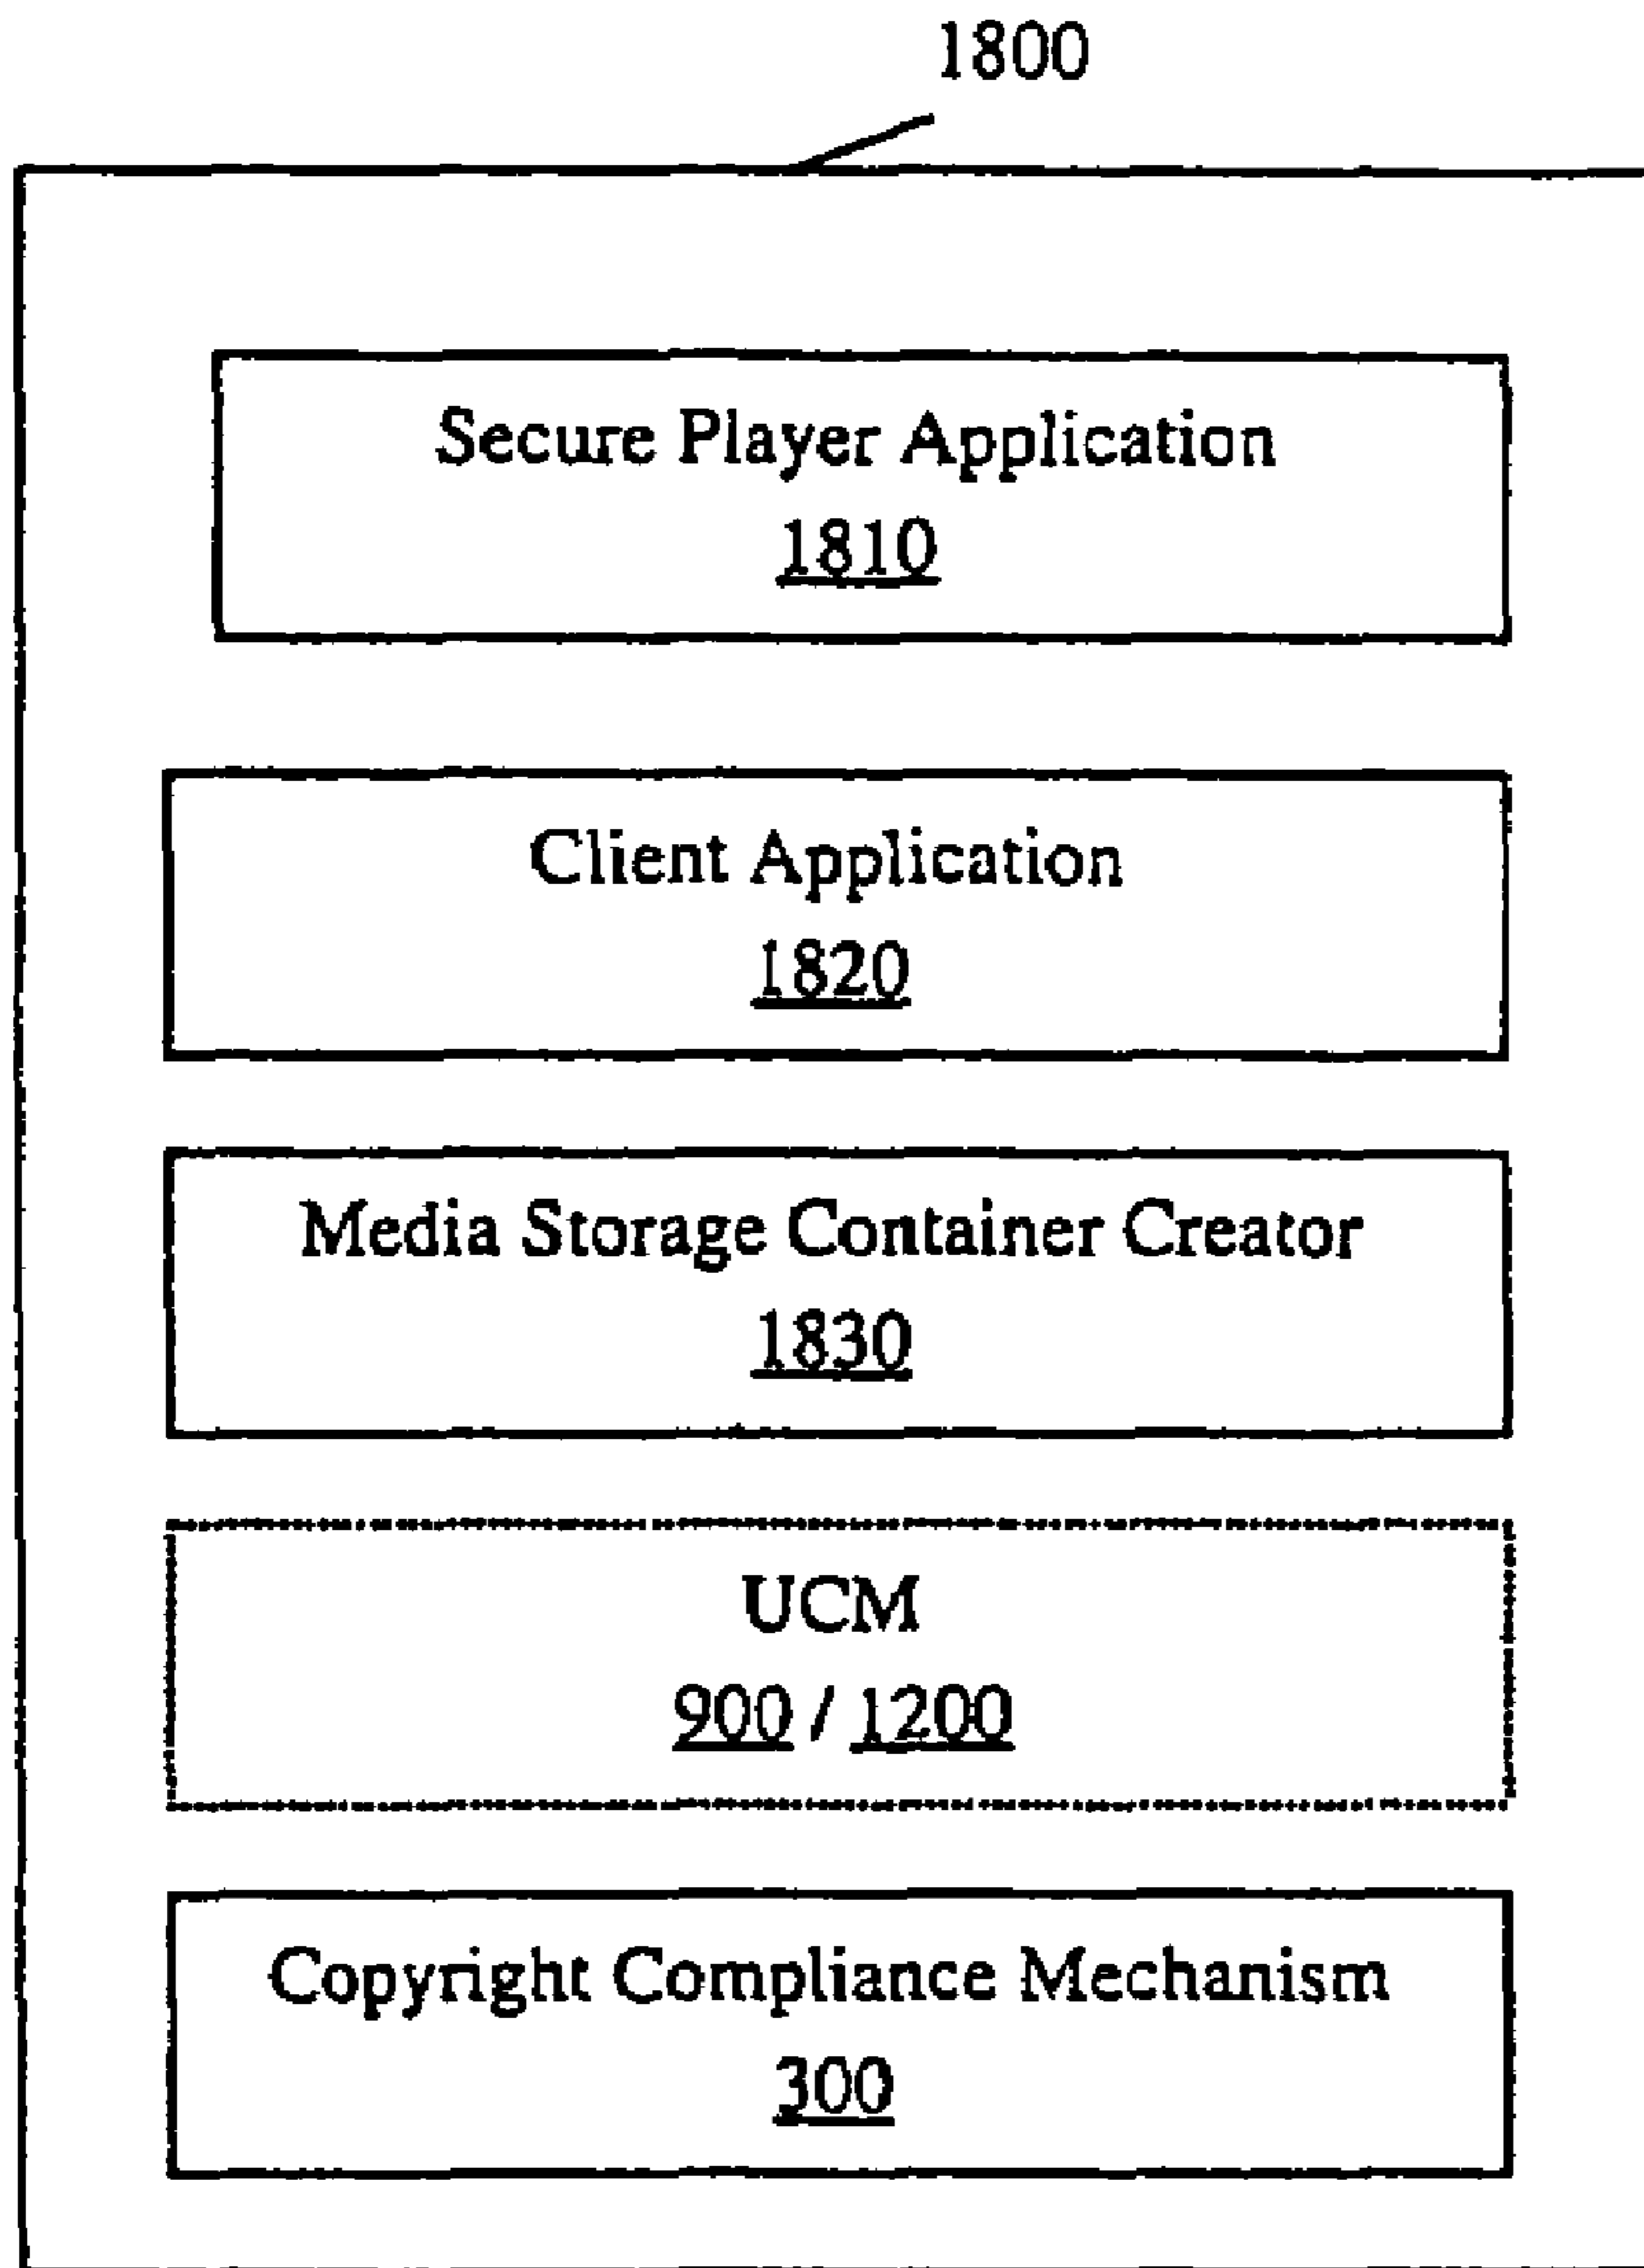 1800
Secure Player Application
1810
Client Application
1820
Media Storage Container Creator
1830
UCM
900 / 1200
Copyright Compliance Mechanism
300